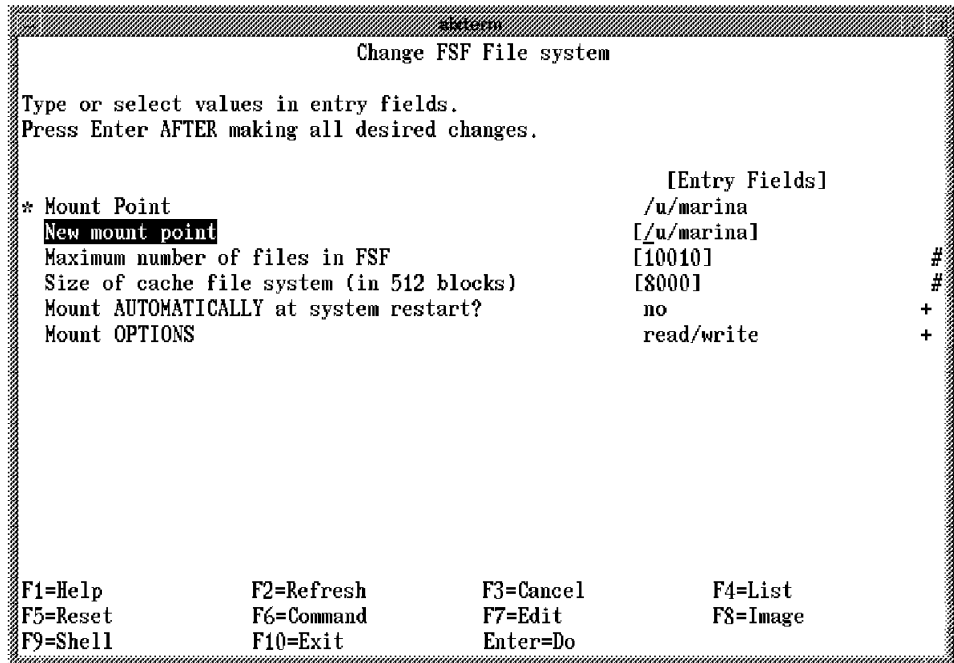 aixterm
Change FSF File system
Type or select values in entry fields.
Press Enter AFTER making all desired changes.
[Entry Fields]
* Mount Point /u/marina
New mount point [/u/marina]
Maximum number of files in FSF [10010] #
Size of cache file system (in 512 blocks) [8000] #
Mount AUTOMATICALLY at system restart? no +
Mount OPTIONS read/write +
F1=Help F2=Refresh F3=Cancel F4=List
F5=Reset F6=Command F7=Edit F8=Image
F9=Shell F10=Exit Enter=Do